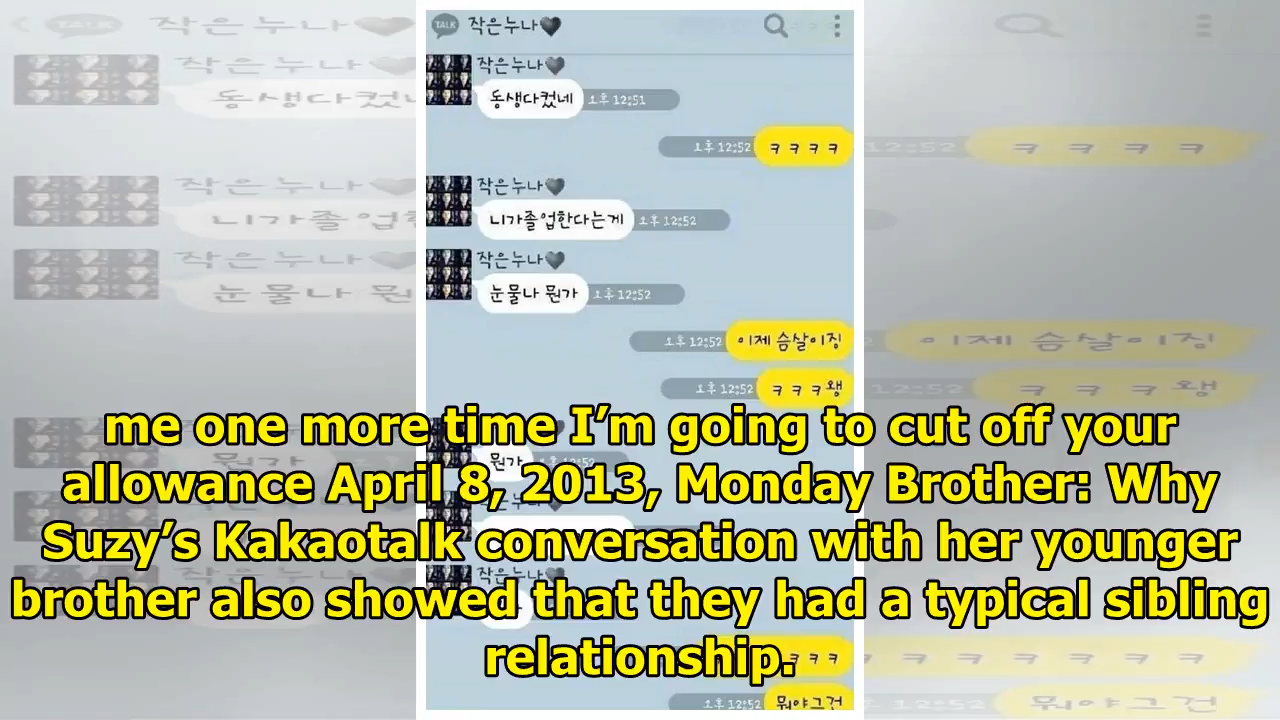 작은누나
작은누나
동생다컸네 오후 12:51
오후 12:52 ㅋㅋㅋㅋ
작은누나
니가졸업한다는게 오후 12:52
작은누나
눈물나 뭔가 오후 12:52
오후 12:52 이제 슴살이징
오후 12:52 ㅋㅋㅋ왱
me one more time I’m going to cut off your
allowance April 8, 2013, Monday Brother: Why
뭔가
Suzy’s Kakaotalk conversation with her younger
brother also showed that they had a typical sibling
relationship.
오후 12:52 뭐야그건